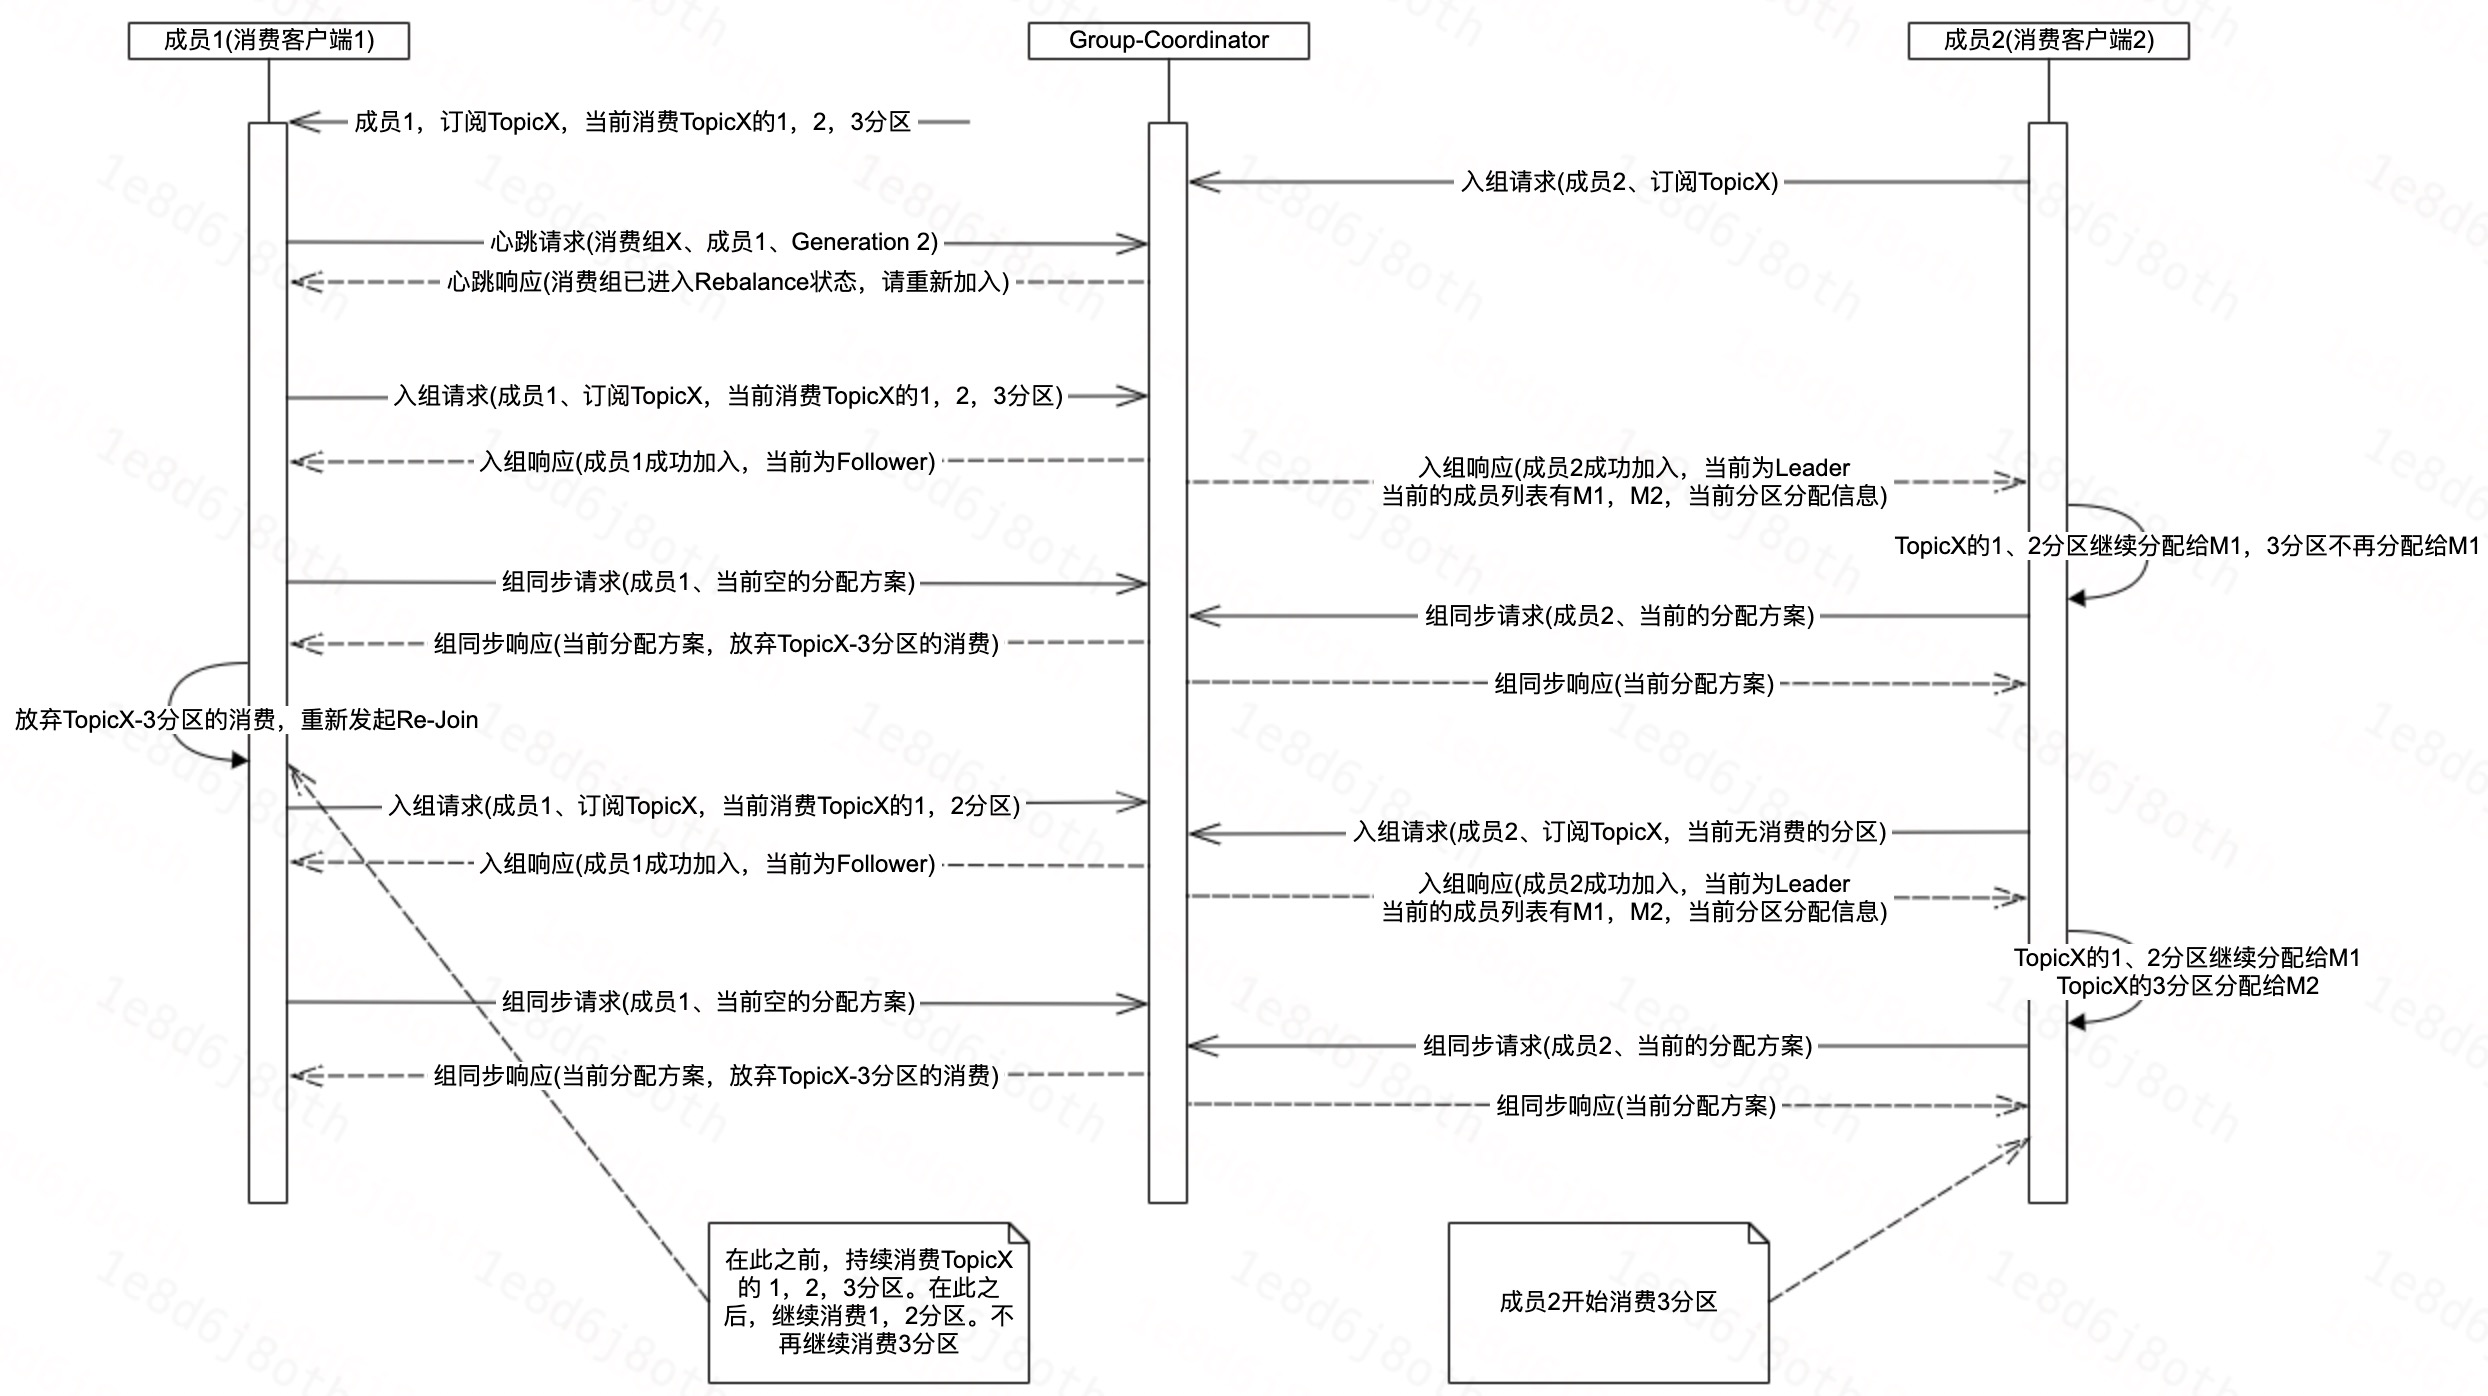 成员1(消费客户端1)
Group-Coordinator
成员2(消费客户端2)
成员1，订阅TopicX，当前消费TopicX的1，2，3分区
入组请求(成员2、订阅TopicX)
心跳请求(消费组X、成员1、Generation 2)
心跳响应(消费组已进入Rebalance状态，请重新加入)
入组请求(成员1、订阅TopicX，当前消费TopicX的1，2，3分区)
入组响应(成员1成功加入，当前为Follower)
入组响应(成员2成功加入，当前为Leader
当前的成员列表有M1，M2，当前分区分配信息)
TopicX的1、2分区继续分配给M1，3分区不再分配给M1
组同步请求(成员1、当前空的分配方案)
组同步请求(成员2、当前的分配方案)
组同步响应(当前分配方案，放弃TopicX-3分区的消费)
组同步响应(当前分配方案)
放弃TopicX-3分区的消费，重新发起Re-Join
入组请求(成员1、订阅TopicX，当前消费TopicX的1，2分区)
入组请求(成员2、订阅TopicX，当前无消费的分区)
入组响应(成员1成功加入，当前为Follower)
入组响应(成员2成功加入，当前为Leader
当前的成员列表有M1，M2，当前分区分配信息)
TopicX的1、2分区继续分配给M1
TopicX的3分区分配给M2
组同步请求(成员1、当前空的分配方案)
组同步请求(成员2、当前的分配方案)
组同步响应(当前分配方案，放弃TopicX-3分区的消费)
组同步响应(当前分配方案)
在此之前，持续消费TopicX
的 1，2，3分区。在此之
后，继续消费1，2分区。不
再继续消费3分区
成员2开始消费3分区
1e8d6j8oth